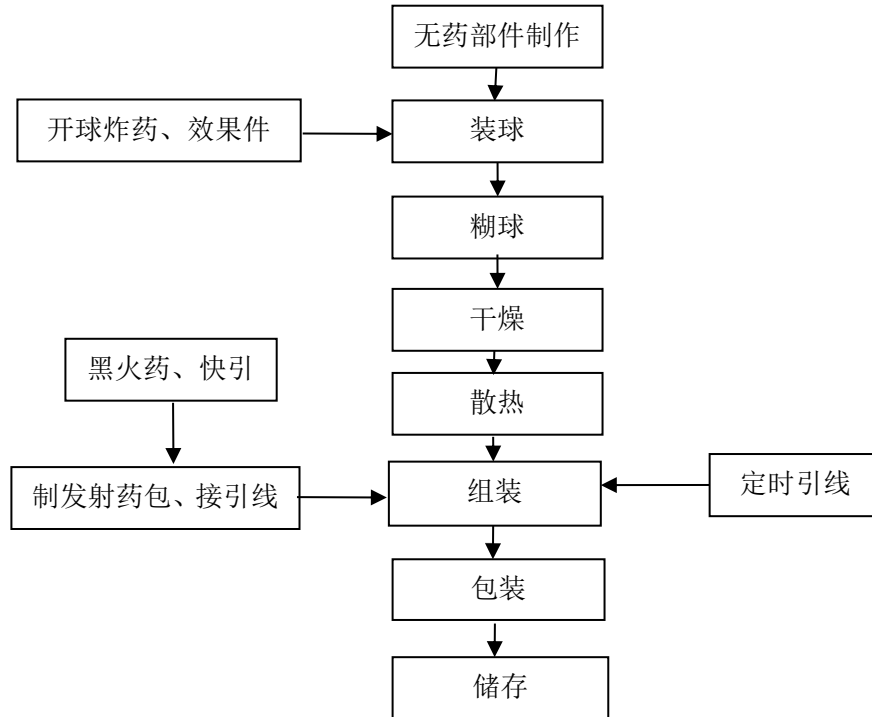 无药部件制作
开球炸药、效果件
装球
糊球
干燥
黑火药、快引
散热
制发射药包、接引线
组装
定时引线
包装
储存